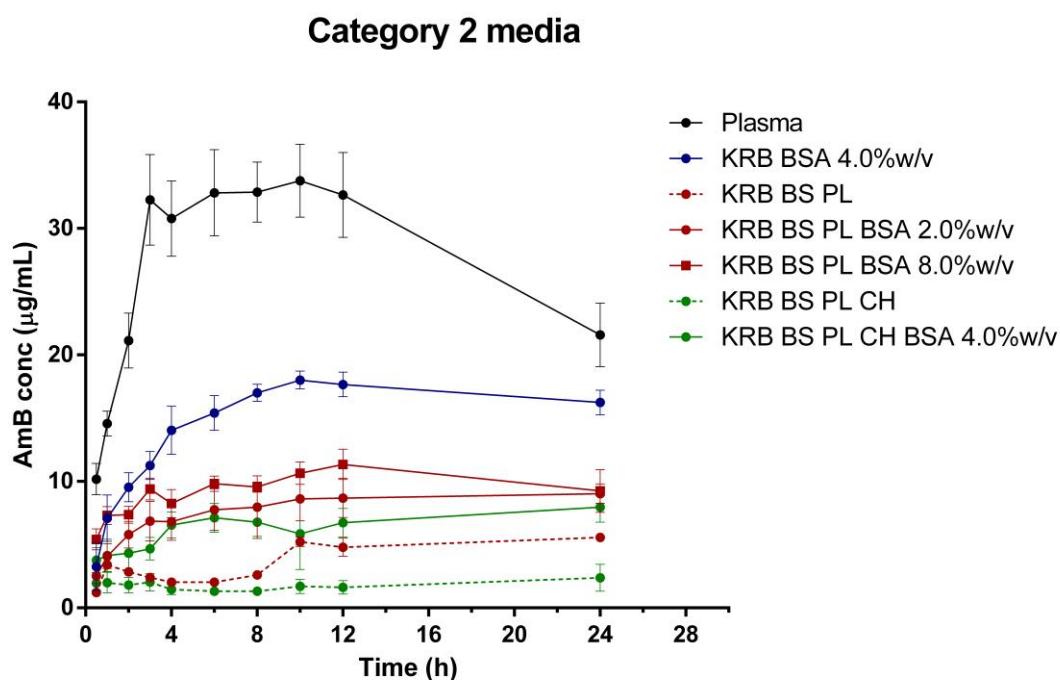 Category 2 media
AmB conc (μg/mL)
40
30
20
10
0
0 4 8 12 16 20 24 28
Time (h)
Plasma
KRB BSA 4.0%w/v
KRB BS PL
KRB BS PL BSA 2.0%w/v
KRB BS PL BSA 8.0%w/v
KRB BS PL CH
KRB BS PL CH BSA 4.0%w/v